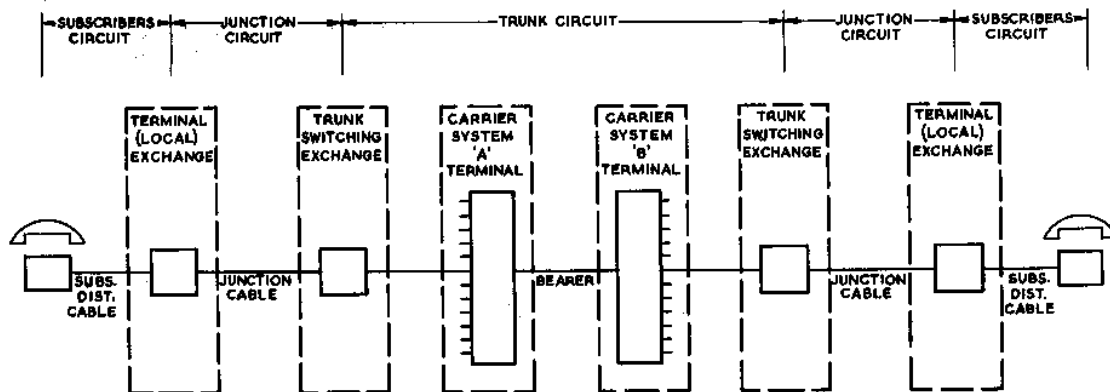 SUBSCRIBERS
CIRCUIT
JUNCTION
CIRCUIT
TRUNK CIRCUIT
JUNCTION
CIRCUIT
SUBSCRIBERS
CIRCUIT
TERMINAL
(LOCAL)
EXCHANGE
TRUNK
SWITCHING
EXCHANGE
CARRIER
SYSTEM
'A'
TERMINAL
CARRIER
SYSTEM
'B'
TERMINAL
TRUNK
SWITCHING
EXCHANGE
TERMINAL
(LOCAL)
EXCHANGE
SUBS.
DIST.
CABLE
JUNCTION
CABLE
BEARER
JUNCTION
CABLE
SUBS.
DIST.
CABLE